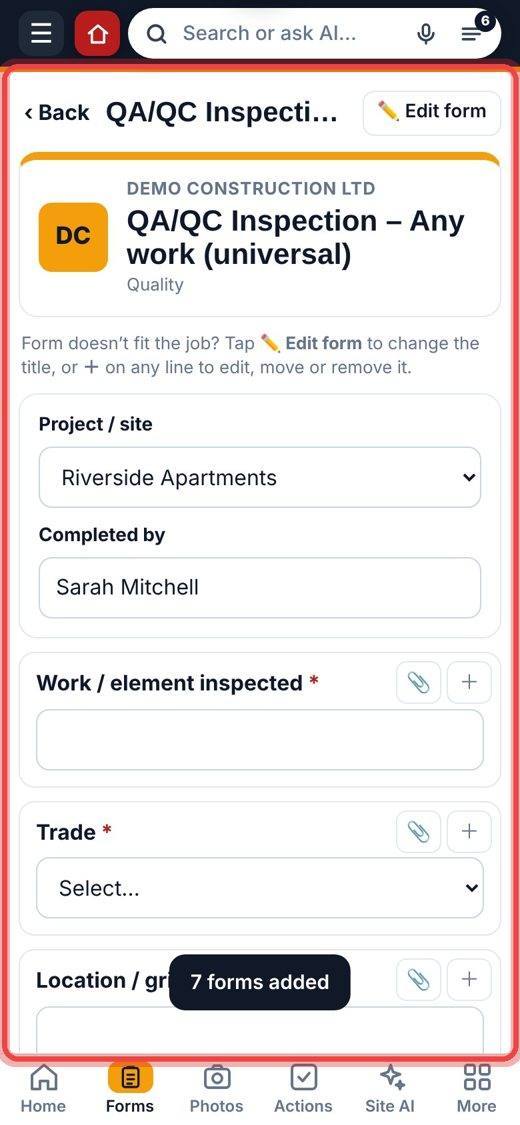 Search or ask AI...
6
‹ Back QA/QC Inspecti... ✏️ Edit form
DEMO CONSTRUCTION LTD
DC
QA/QC Inspection – Any
work (universal)
Quality
Form doesn’t fit the job? Tap ✏️ Edit form to change the
title, or + on any line to edit, move or remove it.
Project / site
Riverside Apartments
Completed by
Sarah Mitchell
Work / element inspected *
Trade *
Select...
Location / gri
7 forms added
Home Forms Photos Actions Site AI More